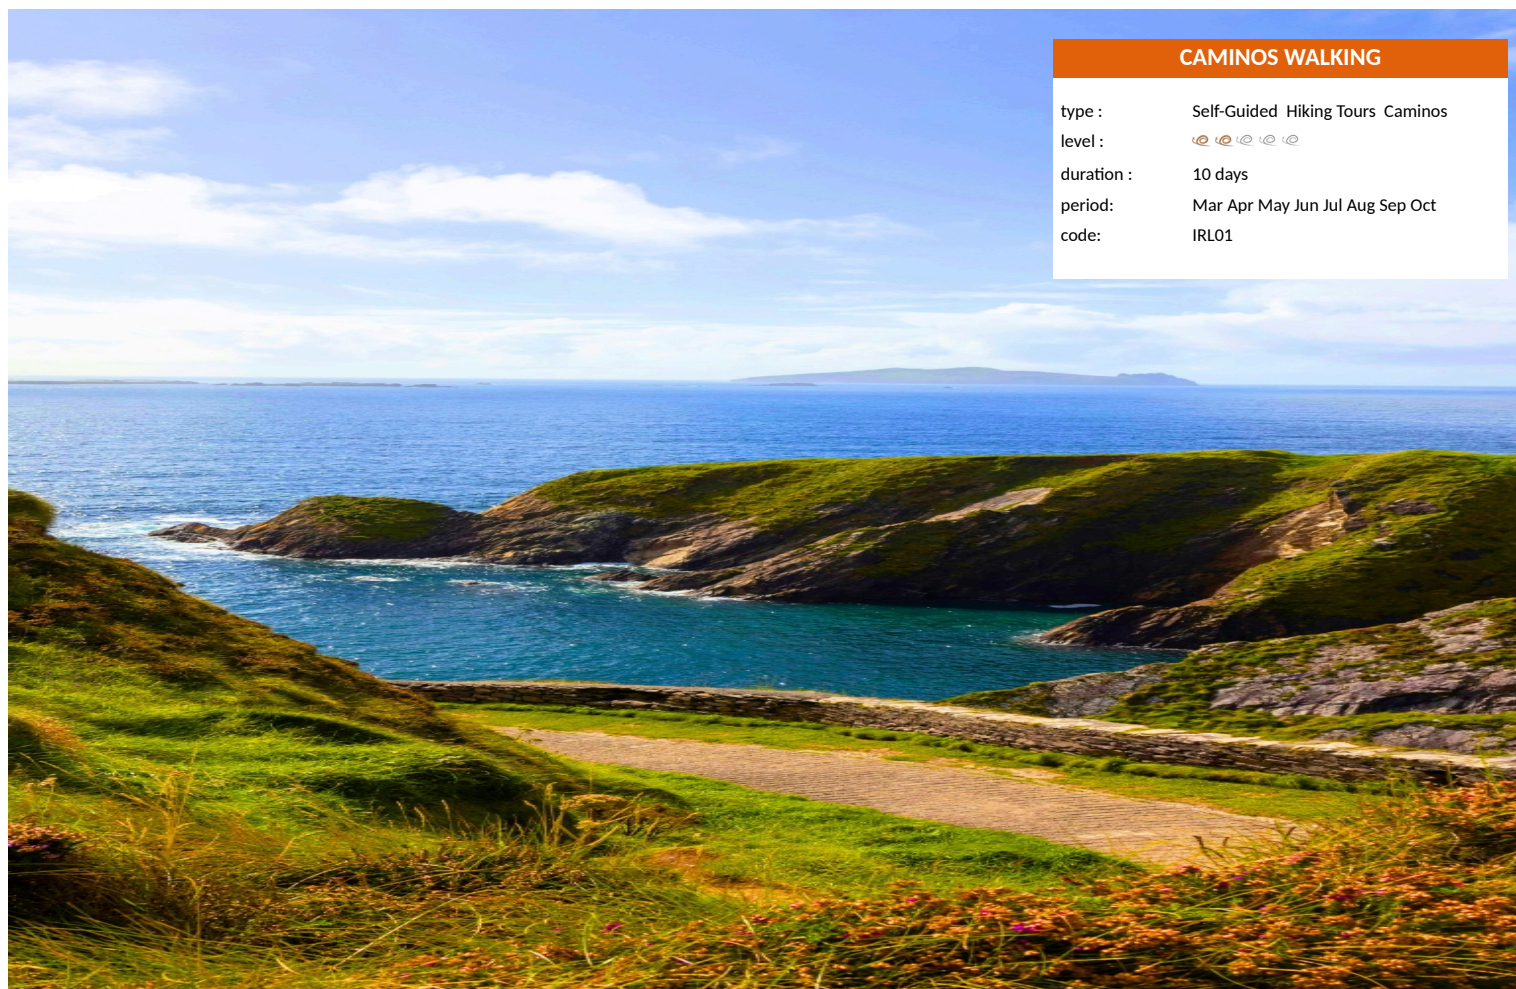 CAMINOS WALKING
type : Self-Guided Hiking Tours Caminos
level :
duration : 10 days
period: Mar Apr May Jun Jul Aug Sep Oct
code: IRL01